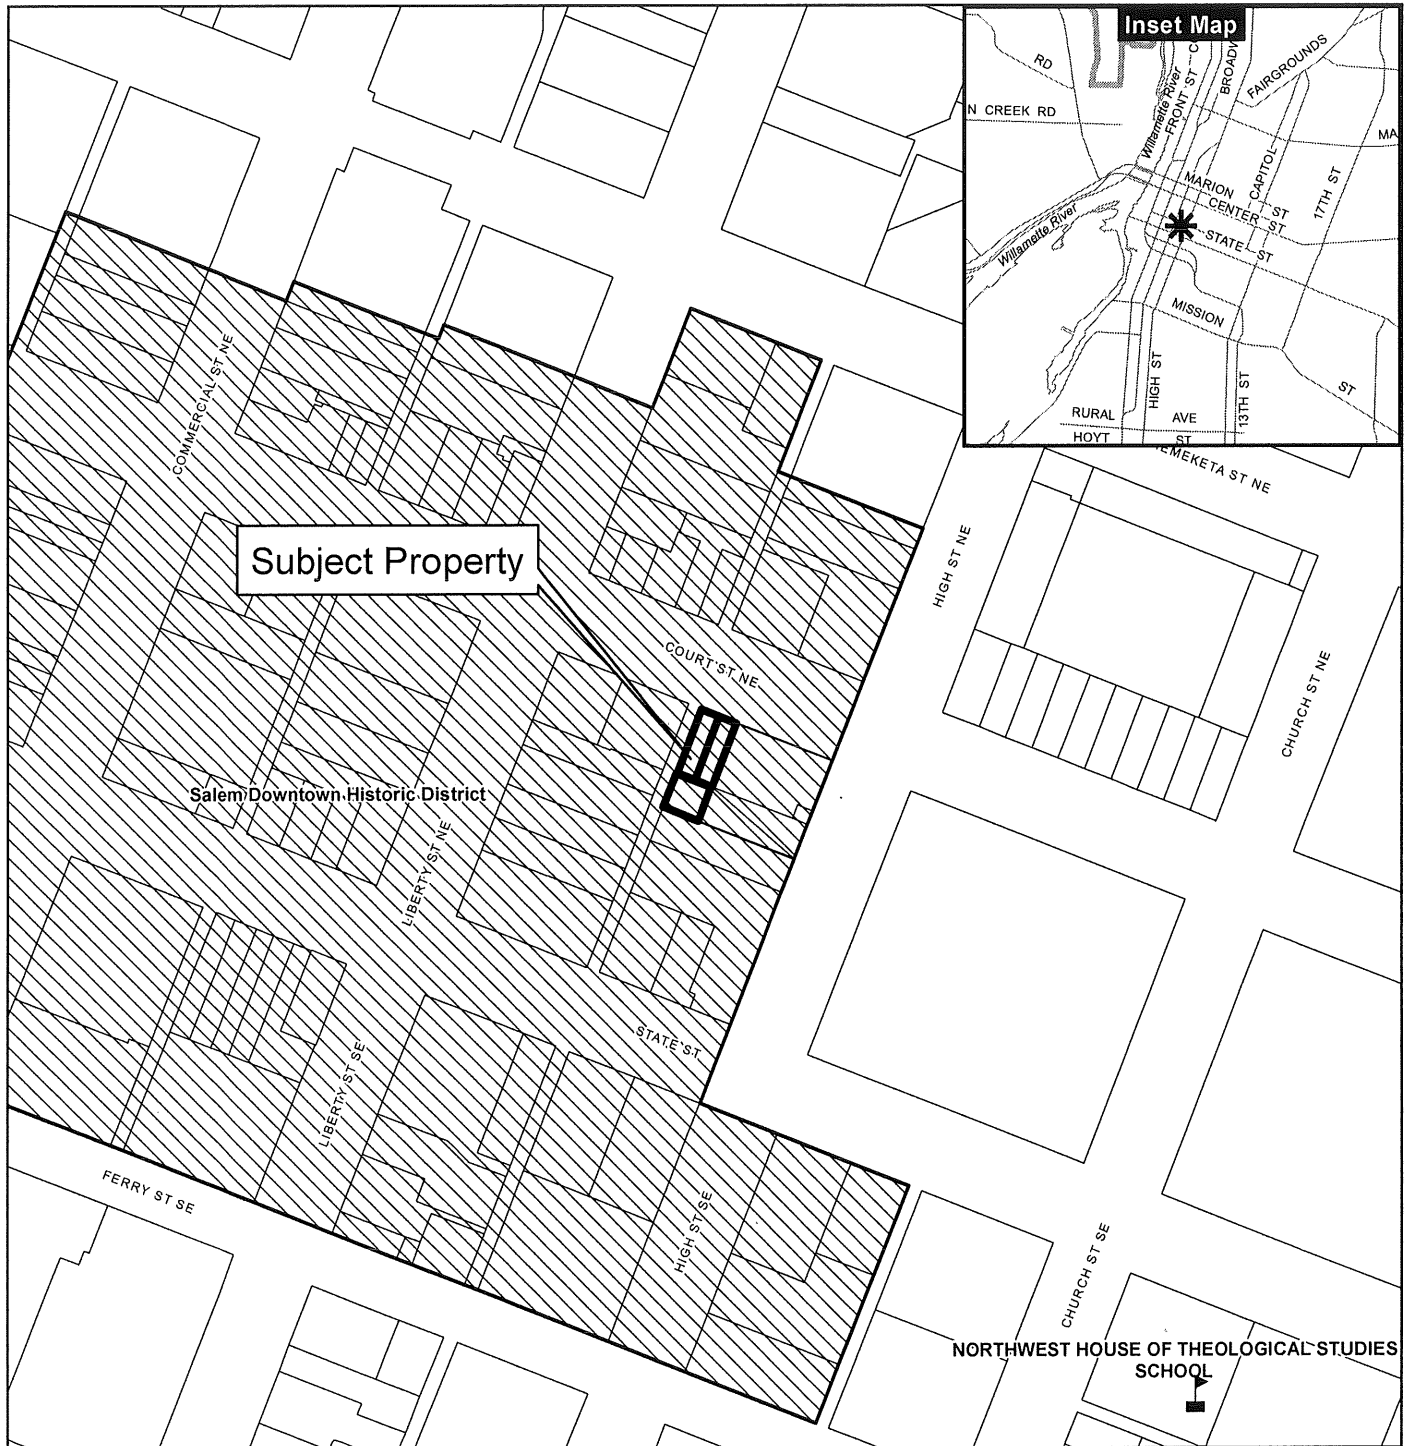 Inset Map
RD
N CREEK RD
Willamette River
FRONT ST
BROADW
FAIRGROUNDS
MA
CAPITOL
17TH ST
MARION
ST
CENTER ST
STATE ST
Willamette River
MISSION
HIGH ST
13TH ST
ST
RURAL AVE
HOYT ST
EMEKETA ST NE
COMMERCIAL ST NE
Subject Property
HIGH ST NE
COURT ST NE
CHURCH ST NE
Salem Downtown Historic District
LIBERTY ST NE
STATE ST
LIBERTY ST SE
FERRY ST SE
HIGH ST SE
CHURCH ST SE
NORTHWEST HOUSE OF THEOLOGICAL STUDIES
SCHOOL